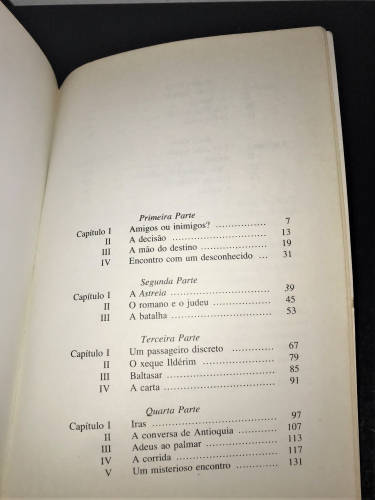 Primeira Parte
Capítulo I Amigos ou inimigos? .................. 7
II A decisão .................................. 13
III A mão do destino ....................... 19
IV Encontro com um desconhecido ... 31
Segunda Parte
Capítulo I A Astreia .................................. 39
II O romano e o judeu .................... 45
III A batalha .................................. 53
Terceira Parte
Capítulo I Um passageiro discreto .............. 67
II O xeque Ildérim ......................... 79
III Baltasar .................................... 85
IV A carta ..................................... 91
Quarta Parte
Capítulo I Iras .......................................... 97
II A conversa de Antioquia ............. 107
III Adeus ao palmar ........................ 113
IV A corrida .................................. 117
V Um misterioso encontro .............. 131